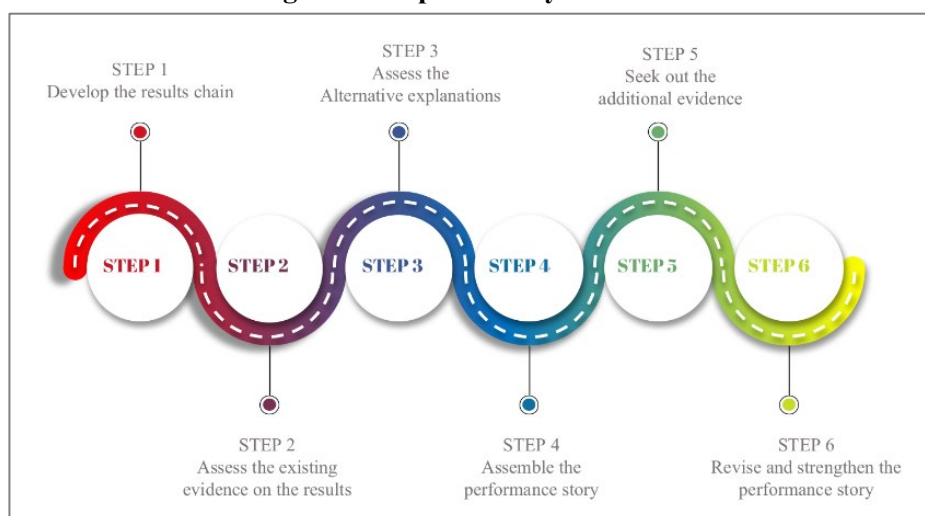 STEP 1
Develop the results chain
STEP 3
Assess the
Alternative explanations
STEP 5
Seek out the
additional evidence
STEP 1
STEP 2
STEP 3
STEP 4
STEP 5
STEP 6
STEP 2
Assess the existing
evidence on the results
STEP 4
Assemble the
performance story
STEP 6
Revise and strengthen the
performance story